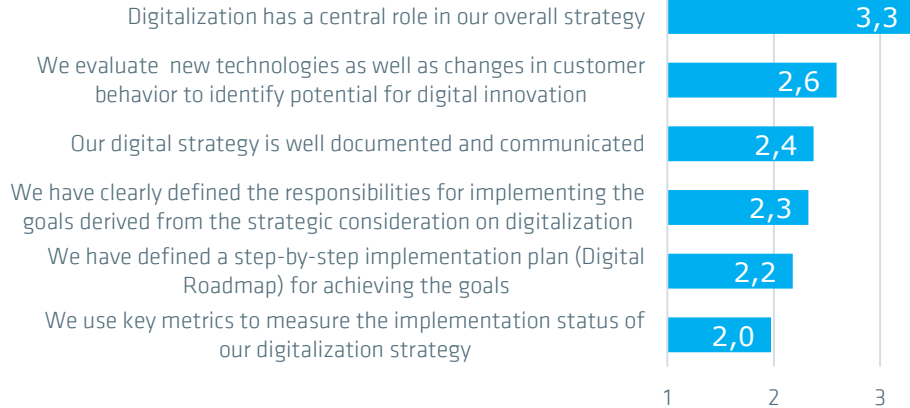 Digitalization has a central role in our overall strategy
3,3
We evaluate new technologies as well as changes in customer
behavior to identify potential for digital innovation
2,6
Our digital strategy is well documented and communicated
2,4
We have clearly defined the responsibilities for implementing the
goals derived from the strategic consideration on digitalization
2,3
We have defined a step-by-step implementation plan (Digital
Roadmap) for achieving the goals
2,2
We use key metrics to measure the implementation status of
our digitalization strategy
2,0
1 2 3